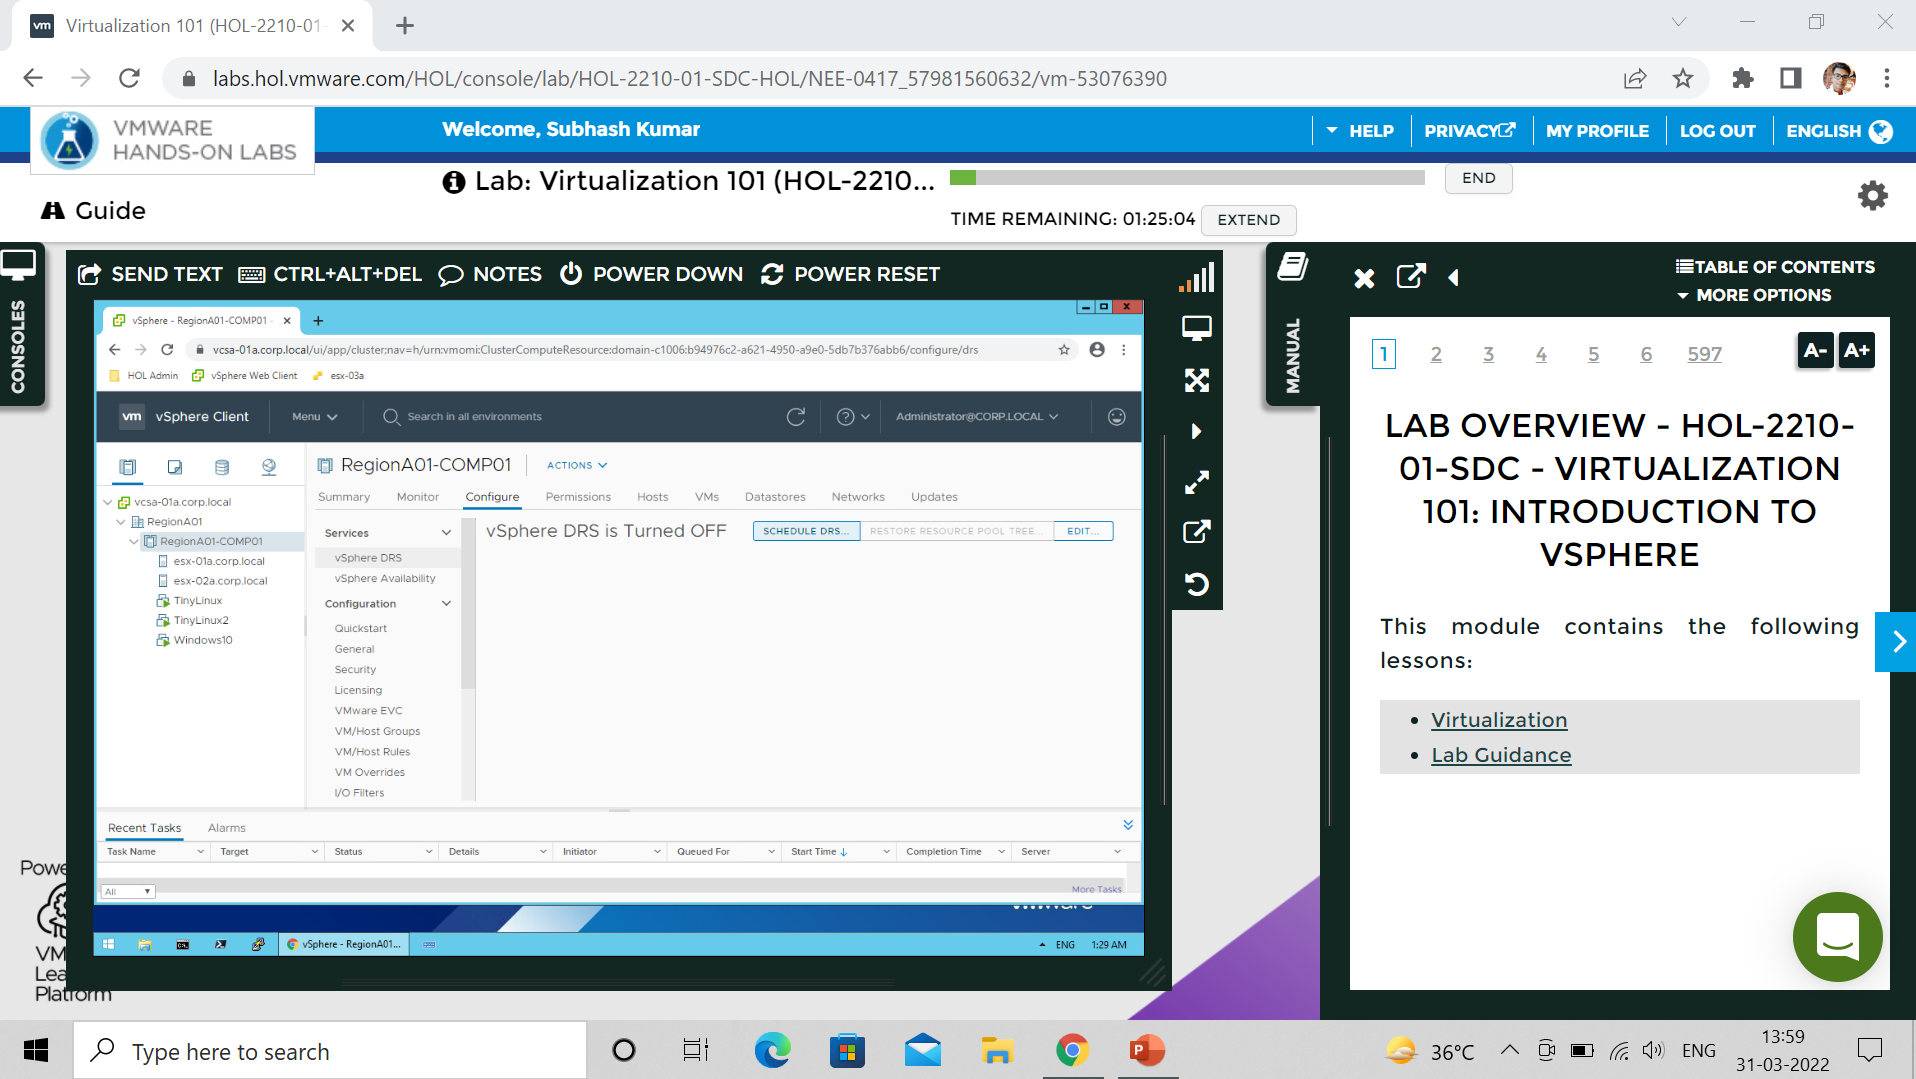 Virtualization 101 (HOL-2210-01-
labs.hol.vmware.com/HOL/console/lab/HOL-2210-01-SDC-HOL/NEE-0417_57981560632/vm-53076390
VMWARE
HANDS-ON LABS
Welcome, Subhash Kumar
HELP
PRIVACY
MY PROFILE
LOG OUT
ENGLISH
Guide
Lab: Virtualization 101 (HOL-2210...
END
TIME REMAINING: 01:25:04
EXTEND
CONSOLES
SEND TEXT
CTRL+ALT+DEL
NOTES
POWER DOWN
POWER RESET
vSphere - RegionA01-COMP01 -
vcsa-01a.corp.local/ui/app/cluster;nav=h/urn:vmomi:ClusterComputeResource:domain-c1006:b94976c2-a621-4950-a9e0-5db7b376abb6/configure/drs
HOL Admin
vSphere Web Client
esx-03a
vm
vSphere Client
Menu
Search in all environments
Administrator@CORP.LOCAL
vcsa-01a.corp.local
RegionA01
RegionA01-COMP01
esx-01a.corp.local
esx-02a.corp.local
TinyLinux
TinyLinux2
Windows10
RegionA01-COMP01
ACTIONS
Summary
Monitor
Configure
Permissions
Hosts
VMs
Datastores
Networks
Updates
Services
vSphere DRS
vSphere Availability
Configuration
Quickstart
General
Security
Licensing
VMware EVC
VM/Host Groups
VM/Host Rules
VM Overrides
I/O Filters
vSphere DRS is Turned OFF
SCHEDULE DRS...
RESTORE RESOURCE POOL TREE...
EDIT...
Recent Tasks
Alarms
Task Name
Target
Status
Details
Initiator
Queued For
Start Time
Completion Time
Server
All
More Tasks
vSphere - RegionA01...
ENG
1:29 AM
Powe
VM
Lea
Platform
MANUAL
TABLE OF CONTENTS
MORE OPTIONS
1
2
3
4
5
6
597
A-
A+
LAB OVERVIEW - HOL-2210-
01-SDC - VIRTUALIZATION
101: INTRODUCTION TO
VSPHERE
This module contains the following
lessons:
Virtualization
Lab Guidance
Type here to search
36°C
ENG
13:59
31-03-2022